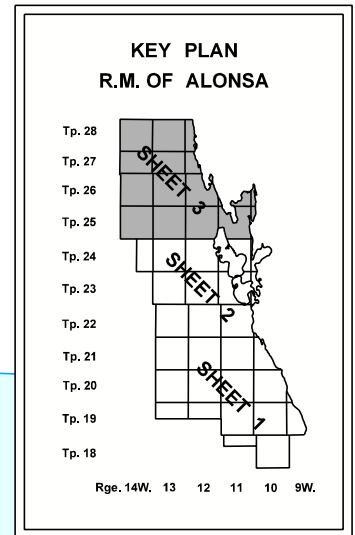 KEY PLAN
R.M. OF ALONSA
Tp. 28
Tp. 27
Tp. 26
Tp. 25
Tp. 24
Tp. 23
Tp. 22
Tp. 21
Tp. 20
Tp. 19
Tp. 18
SHEET 3
SHEET 2
SHEET 1
Rge. 14W. 13 12 11 10 9W.